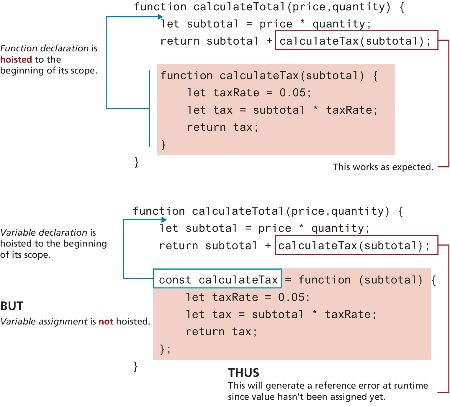 function calculateTotal(price,quantity) {
let subtotal = price * quantity;
return subtotal + calculateTax(subtotal);
Function declaration is
hoisted to the
beginning of its scope.
function calculateTax(subtotal) {
let taxRate = 0.05;
let tax = subtotal * taxRate;
return tax;
}
}
This works as expected.
function calculateTotal(price,quantity) {
let subtotal = price * quantity;
return subtotal + calculateTax(subtotal);
Variable declaration is
hoisted to the beginning
of its scope.
const calculateTax = function (subtotal) {
let taxRate = 0.05;
let tax = subtotal * taxRate;
return tax;
};
}
BUT
Variable assignment is not hoisted.
THUS
This will generate a reference error at runtime
since value hasn't been assigned yet.